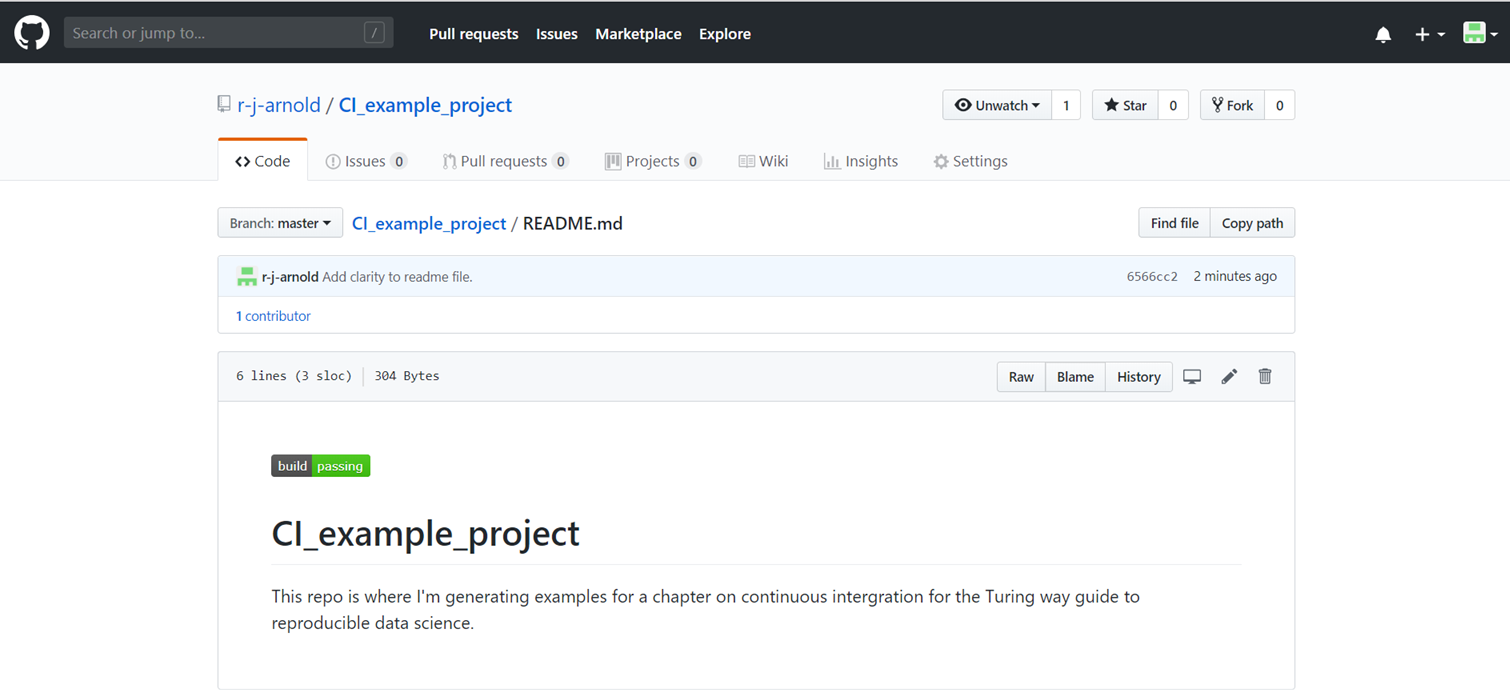 Search or jump to... /
Pull requests Issues Marketplace Explore
r-j-arnold / CI_example_project
Unwatch 1 Star 0 Fork 0
Code Issues 0 Pull requests 0 Projects 0 Wiki Insights Settings
Branch: master CI_example_project / README.md Find file Copy path
r-j-arnold Add clarity to readme file. 6566cc2 2 minutes ago
1 contributor
6 lines (3 sloc) 304 Bytes Raw Blame History
build passing
CI_example_project
This repo is where I'm generating examples for a chapter on continuous intergration for the Turing way guide to
reproducible data science.